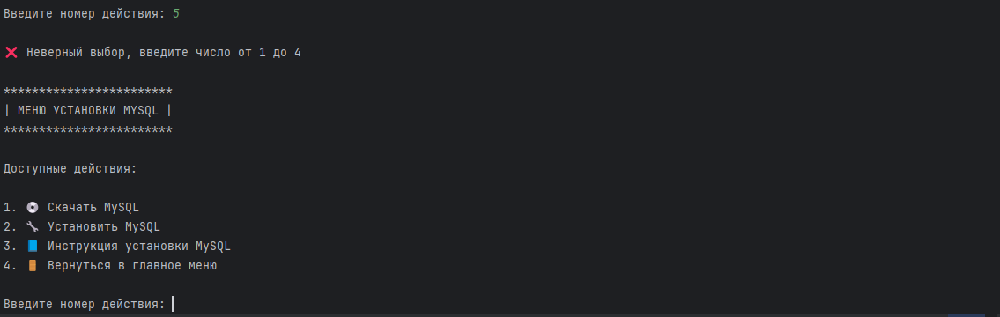 Введите номер действия: 5
❌ Неверный выбор, введите число от 1 до 4
************************
| МЕНЮ УСТАНОВКИ MYSQL |
************************
Доступные действия:
1. 💿 Скачать MySQL
2. 🔧 Установить MySQL
3. 📘 Инструкция установки MySQL
4. 🚪 Вернуться в главное меню
Введите номер действия: